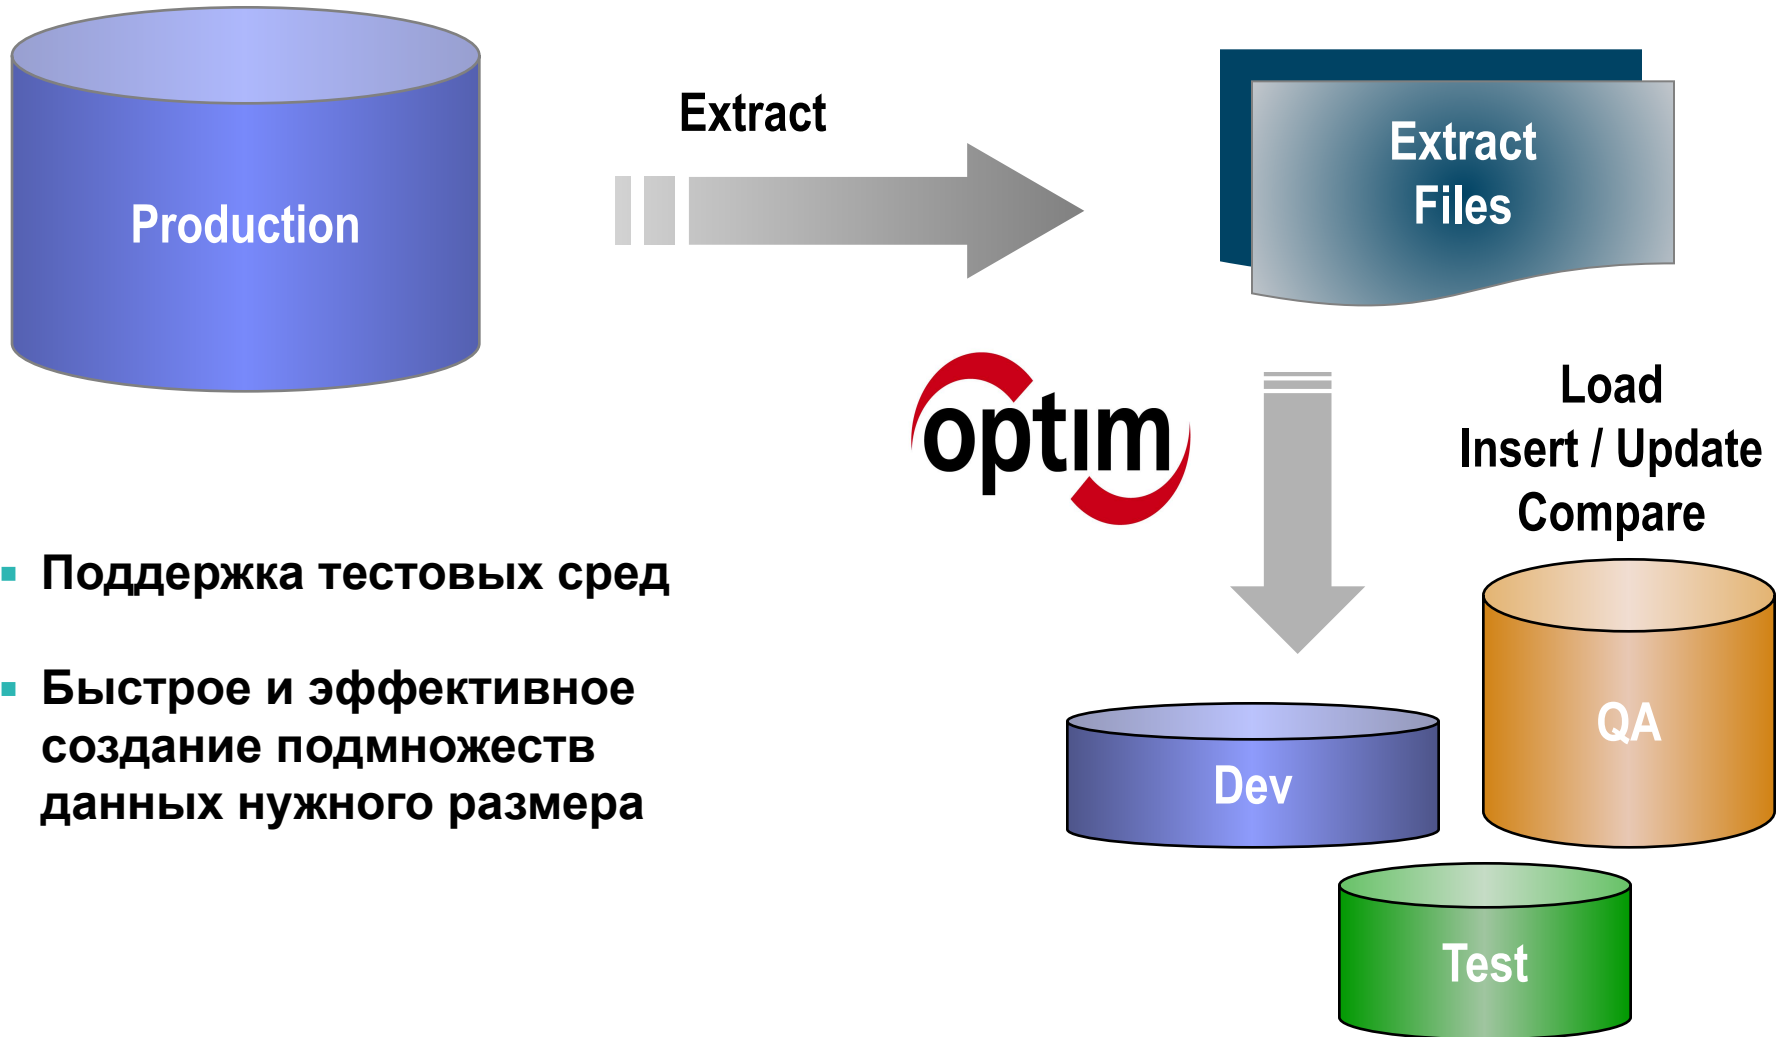 Production
Extract
Extract
Files
optim
Load
Insert / Update
Compare
Поддержка тестовых сред
Быстрое и эффективное
создание подмножеств
данных нужного размера
QA
Dev
Test